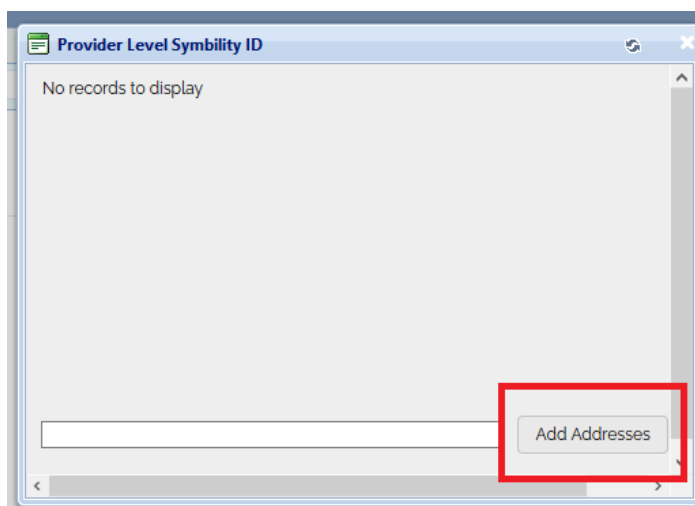 Provider Level Symbility ID
No records to display
Add Addresses